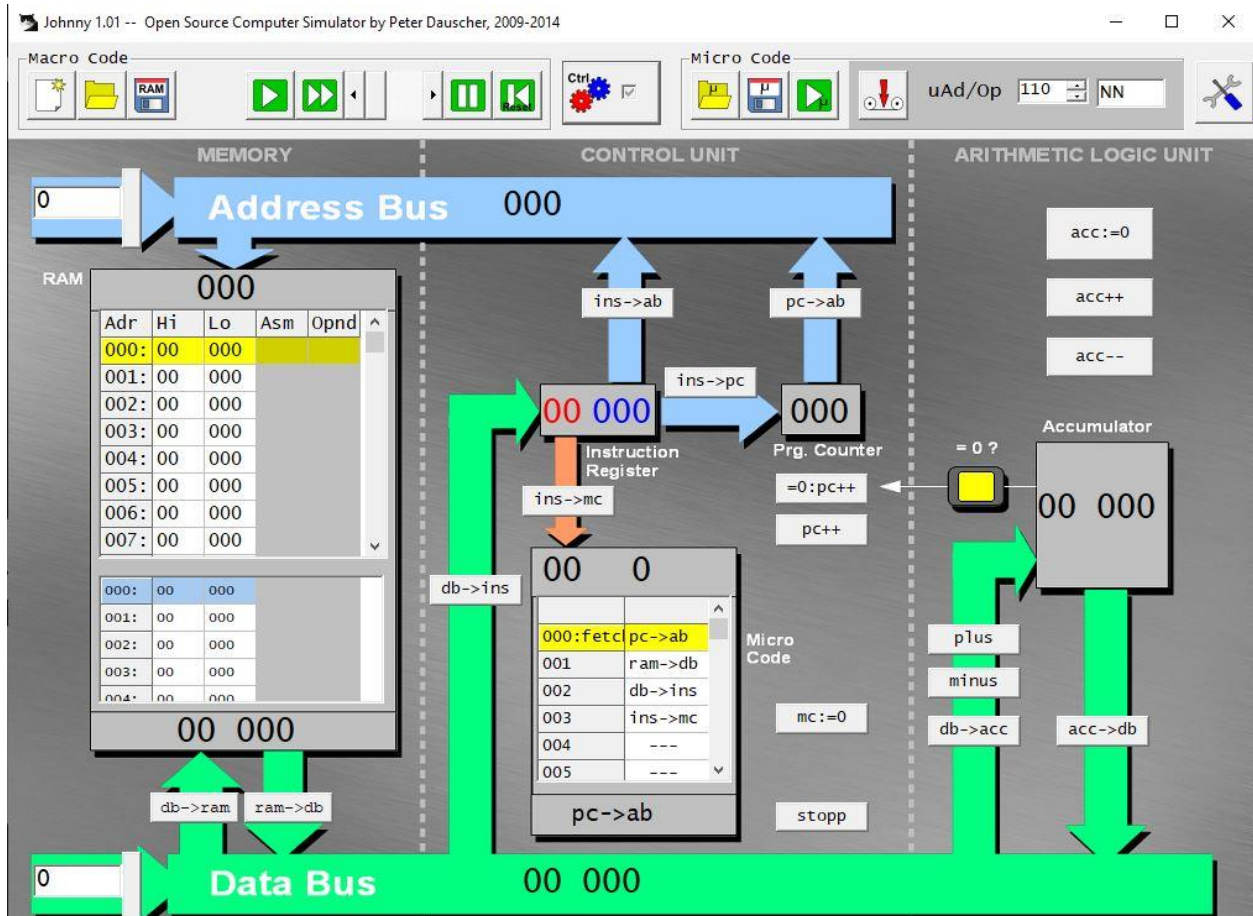 Johnny 1.01 -- Open Source Computer Simulator by Peter Dauscher, 2009-2014
Macro Code
RAM
Reset
Ctrl
Micro Code
µ
µ
µ
uAd/Op 110 NN
MEMORY
CONTROL UNIT
ARITHMETIC LOGIC UNIT
0
Address Bus 000
acc:=0
acc++
acc--
RAM
000
Adr Hi Lo Asm Opnd
000: 00 000
001: 00 000
002: 00 000
003: 00 000
004: 00 000
005: 00 000
006: 00 000
007: 00 000
000: 00 000
001: 00 000
002: 00 000
003: 00 000
004: 00 000
00 000
db->ram
ram->db
ins->ab
pc->ab
ins->pc
00 000
000
Instruction
Register
Prg. Counter
=0:pc++
pc++
ins->mc
db->ins
00 0
000:fetch pc->ab
001 ram->db
002 db->ins
003 ins->mc
004 ---
005 ---
pc->ab
Micro
Code
mc:=0
stopp
= 0 ?
Accumulator
00 000
plus
minus
db->acc
acc->db
0
Data Bus 00 000